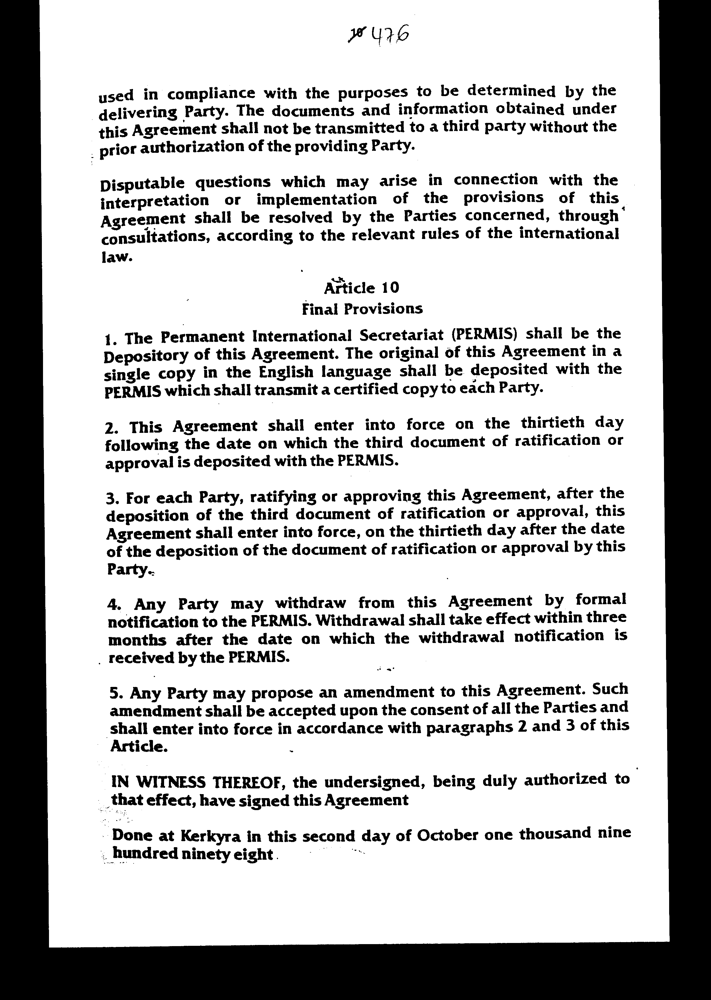 10 476
used in compliance with the purposes to be determined by the
delivering Party. The documents and information obtained under
this Agreement shall not be transmitted to a third party without the
prior authorization of the providing Party.
Disputable questions which may arise in connection with the
interpretation or implementation of the provisions of this
Agreement shall be resolved by the Parties concerned, through
consultations, according to the relevant rules of the international
law.
Article 10
Final Provisions
1. The Permanent International Secretariat (PERMIS) shall be the
Depository of this Agreement. The original of this Agreement in a
single copy in the English language shall be deposited with the
PERMIS which shall transmit a certified copy to each Party.
2. This Agreement shall enter into force on the thirtieth day
following the date on which the third document of ratification or
approval is deposited with the PERMIS.
3. For each Party, ratifying or approving this Agreement, after the
deposition of the third document of ratification or approval, this
Agreement shall enter into force, on the thirtieth day after the date
of the deposition of the document of ratification or approval by this
Party.
4. Any Party may withdraw from this Agreement by formal
notification to the PERMIS. Withdrawal shall take effect within three
months after the date on which the withdrawal notification is
received by the PERMIS.
5. Any Party may propose an amendment to this Agreement. Such
amendment shall be accepted upon the consent of all the Parties and
shall enter into force in accordance with paragraphs 2 and 3 of this
Article.
IN WITNESS THEREOF, the undersigned, being duly authorized to
that effect, have signed this Agreement
Done at Kerkyra in this second day of October one thousand nine
hundred ninety eight.